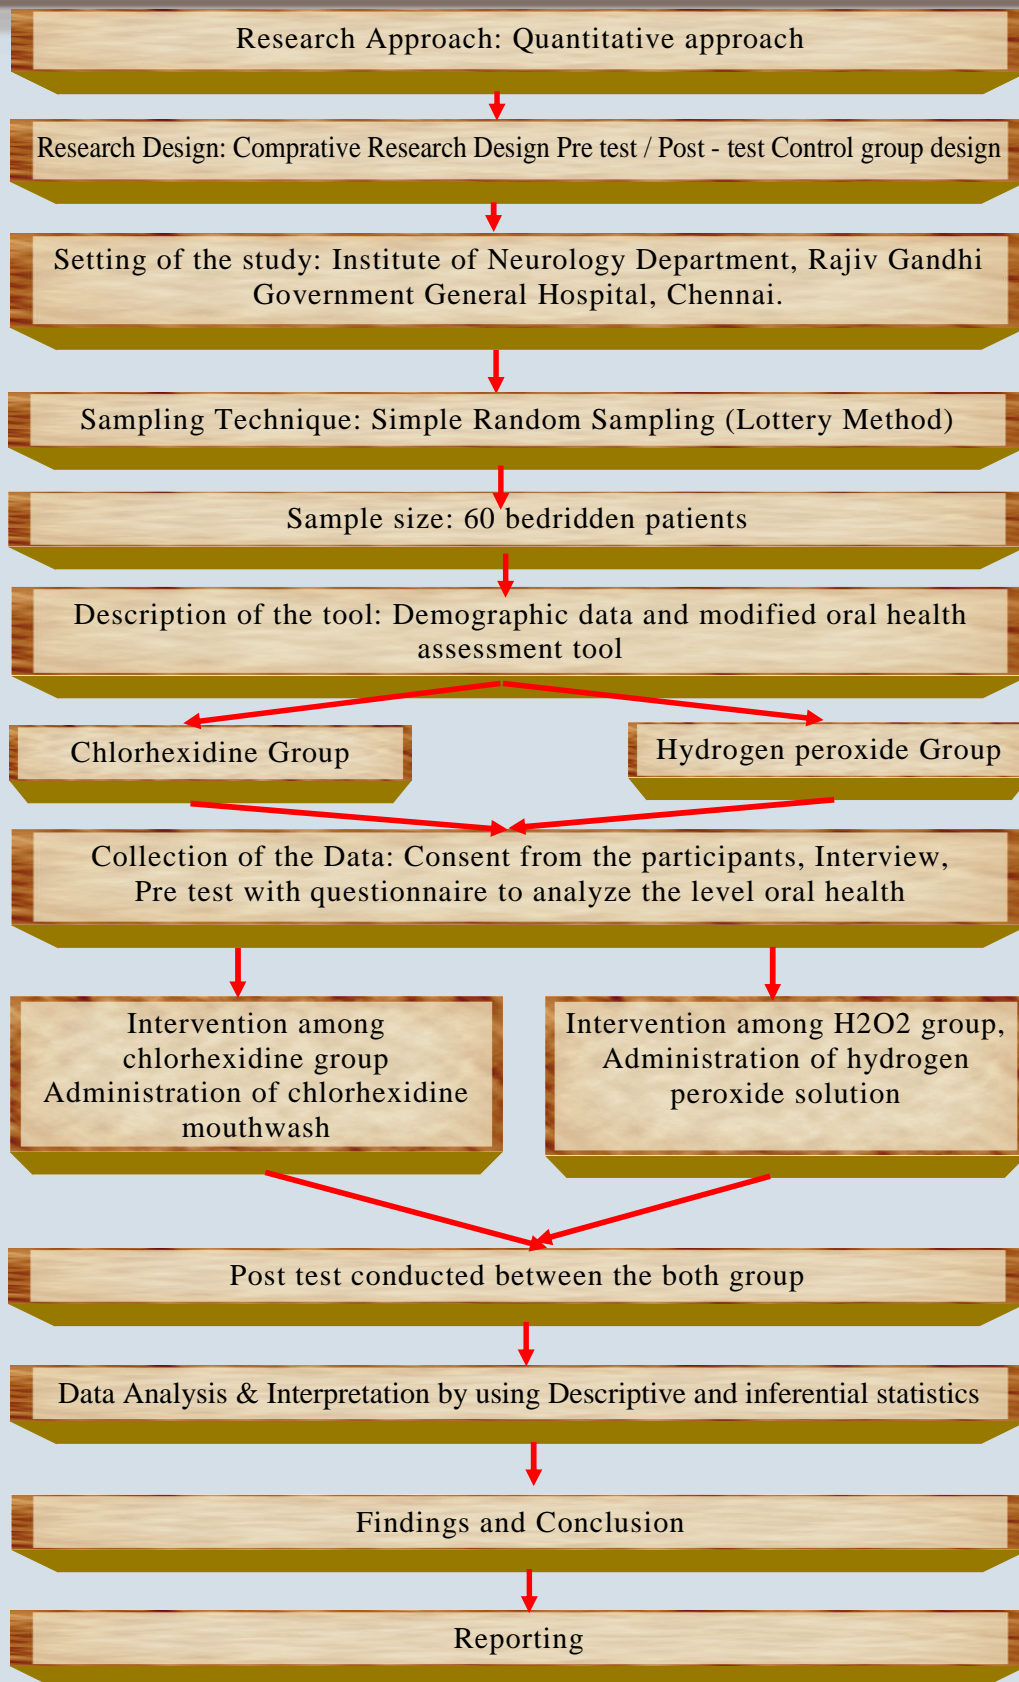 Research Approach: Quantitative approach
Research Design: Comprative Research Design Pre test / Post - test Control group design
Setting of the study: Institute of Neurology Department, Rajiv Gandhi
Government General Hospital, Chennai.
Sampling Technique: Simple Random Sampling (Lottery Method)
Sample size: 60 bedridden patients
Description of the tool: Demographic data and modified oral health
assessment tool
Chlorhexidine Group
Hydrogen peroxide Group
Collection of the Data: Consent from the participants, Interview,
Pre test with questionnaire to analyze the level oral health
Intervention among
chlorhexidine group
Administration of chlorhexidine
mouthwash
Intervention among H2O2 group,
Administration of hydrogen
peroxide solution
Post test conducted between the both group
Data Analysis & Interpretation by using Descriptive and inferential statistics
Findings and Conclusion
Reporting